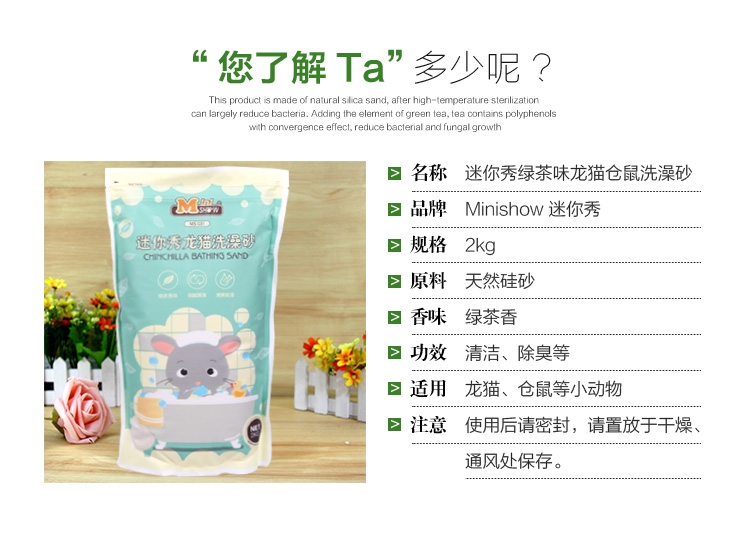 “您了解 Ta”多少呢？
This product is made of natural silica sand, after high-temperature sterilization
can largely reduce bacteria. Adding the element of green tea, tea contains polyphenols
with convergence effect, reduce bacterial and fungal growth
> 名称 迷你秀绿茶味龙猫仓鼠洗澡砂
> 品牌 Minishow 迷你秀
> 规格 2kg
> 原料 天然硅砂
> 香味 绿茶香
> 功效 清洁、除臭等
> 适用 龙猫、仓鼠等小动物
> 注意 使用后请密封，请置放于干燥、
通风处保存。
迷你秀龙猫洗澡砂
CHINCHILLA BATHING SAND
NET